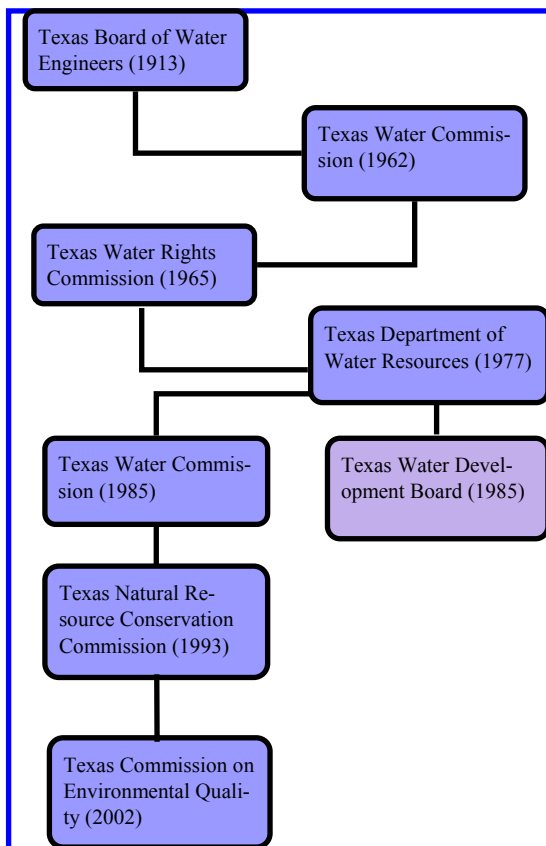 Texas Board of Water
Engineers (1913)
Texas Water Commis-
sion (1962)
Texas Water Rights
Commission (1965)
Texas Department of
Water Resources (1977)
Texas Water Commis-
sion (1985)
Texas Water Devel-
opment Board (1985)
Texas Natural Re-
source Conservation
Commission (1993)
Texas Commission on
Environmental Quali-
ty (2002)